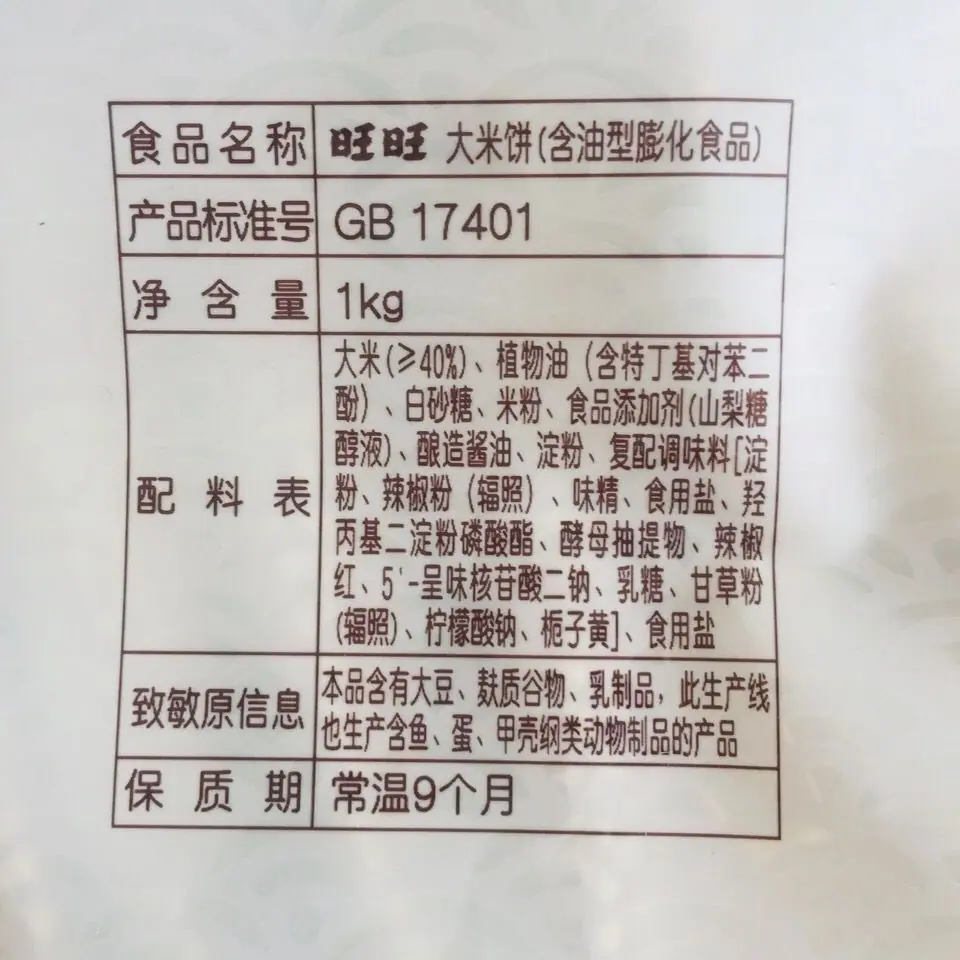 食品名称 旺旺 大米饼(含油型膨化食品)
产品标准号 GB 17401
净含量 1kg
配料表
大米(≥40%)、植物油(含特丁基对苯二
酚)、白砂糖、米粉、食品添加剂(山梨糖
醇液)、酿造酱油、淀粉、复配调味料[淀
粉、辣椒粉(辐照)、味精、食用盐、羟
丙基二淀粉磷酸酯、酵母抽提物、辣椒
红、5'-呈味核苷酸二钠、乳糖、甘草粉
(辐照)、柠檬酸钠、栀子黄]、食用盐
致敏原信息
本品含有大豆、麸质谷物、乳制品，此生产线
也生产含鱼、蛋、甲壳纲类动物制品的产品
保质期 常温9个月